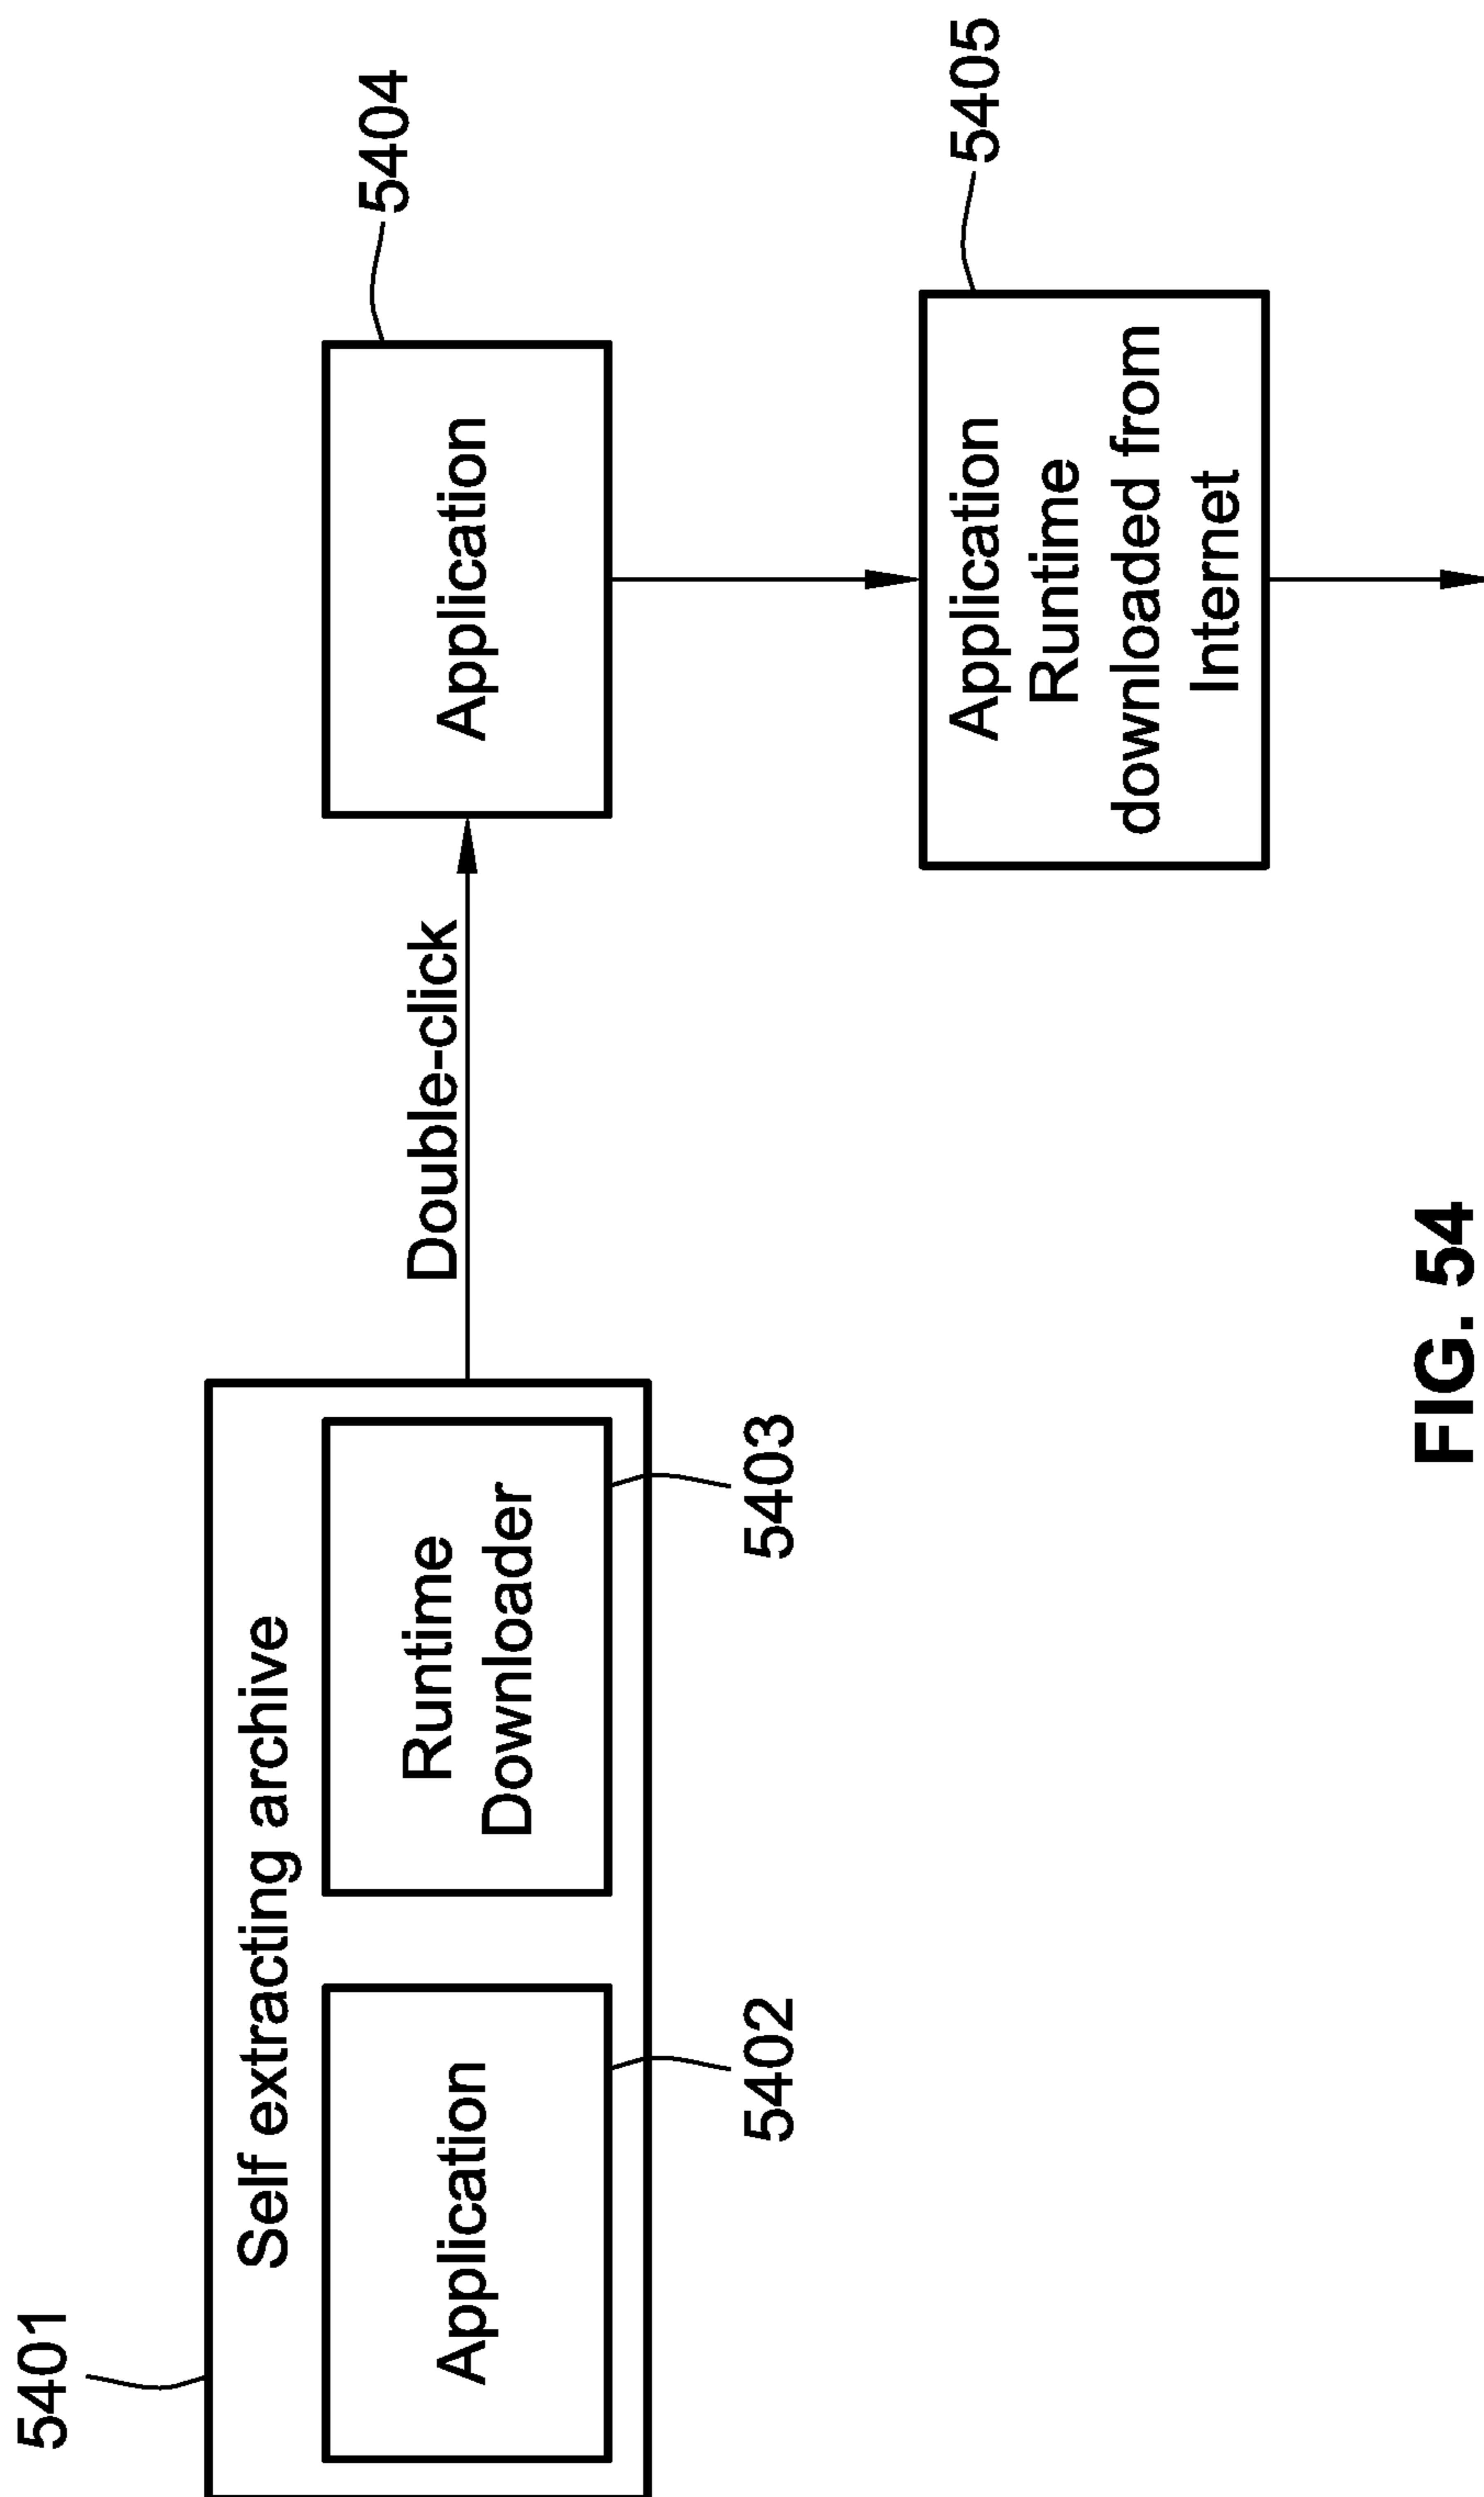 5401
Self extracting archive
Application
Runtime
Downloader
5402
5403
Double-click
Application
5404
Application
Runtime
downloaded from
Internet
5405
FIG. 54